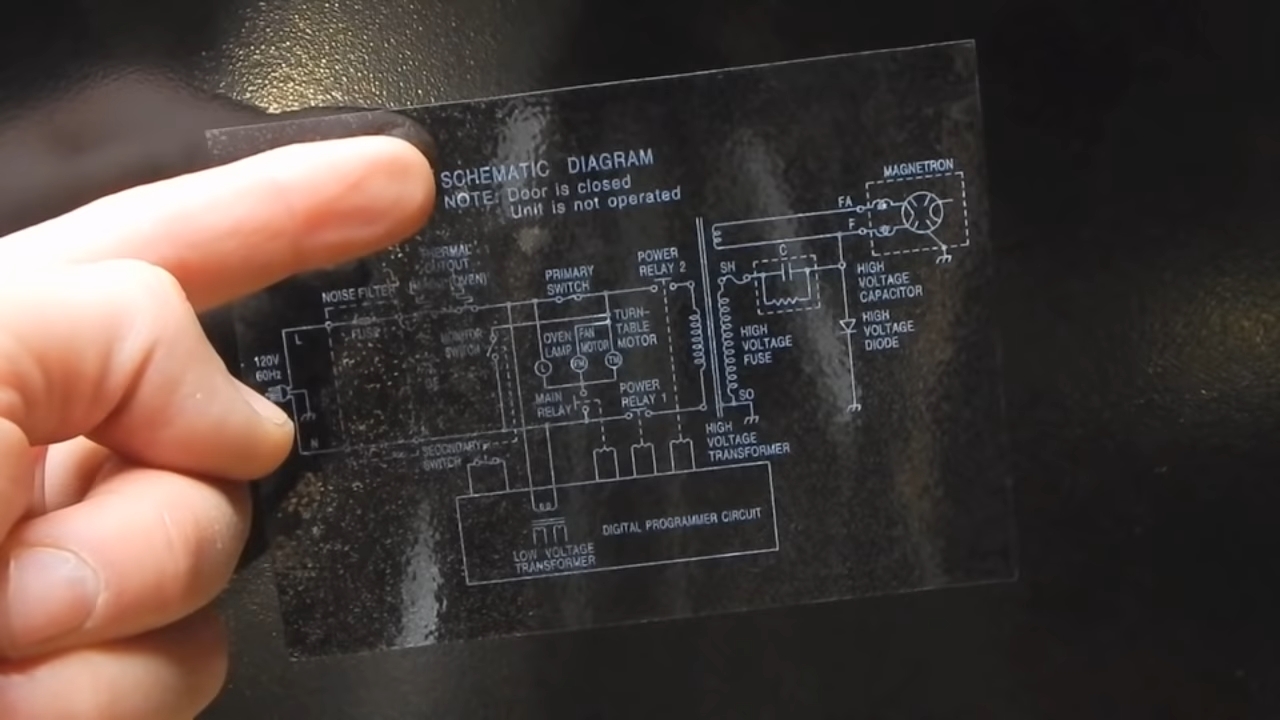 SCHEMATIC DIAGRAM
NOTE: Door is closed
Unit is not operated
MAGNETRON
FA
F
THERMAL
CUTOUT
(OVEN)
NOISE FILTER
FUSE
L
120V
60Hz
N
MONITOR
SWITCH
PRIMARY
SWITCH
POWER
RELAY 2
OVEN
LAMP
L
FAN
MOTOR
FM
TURN-
TABLE
MOTOR
TM
MAIN
RELAY
POWER
RELAY 1
SECONDARY
SWITCH
SH
C
HIGH
VOLTAGE
FUSE
HIGH
VOLTAGE
CAPACITOR
HIGH
VOLTAGE
DIODE
SO
HIGH
VOLTAGE
TRANSFORMER
DIGITAL PROGRAMMER CIRCUIT
LOW VOLTAGE
TRANSFORMER